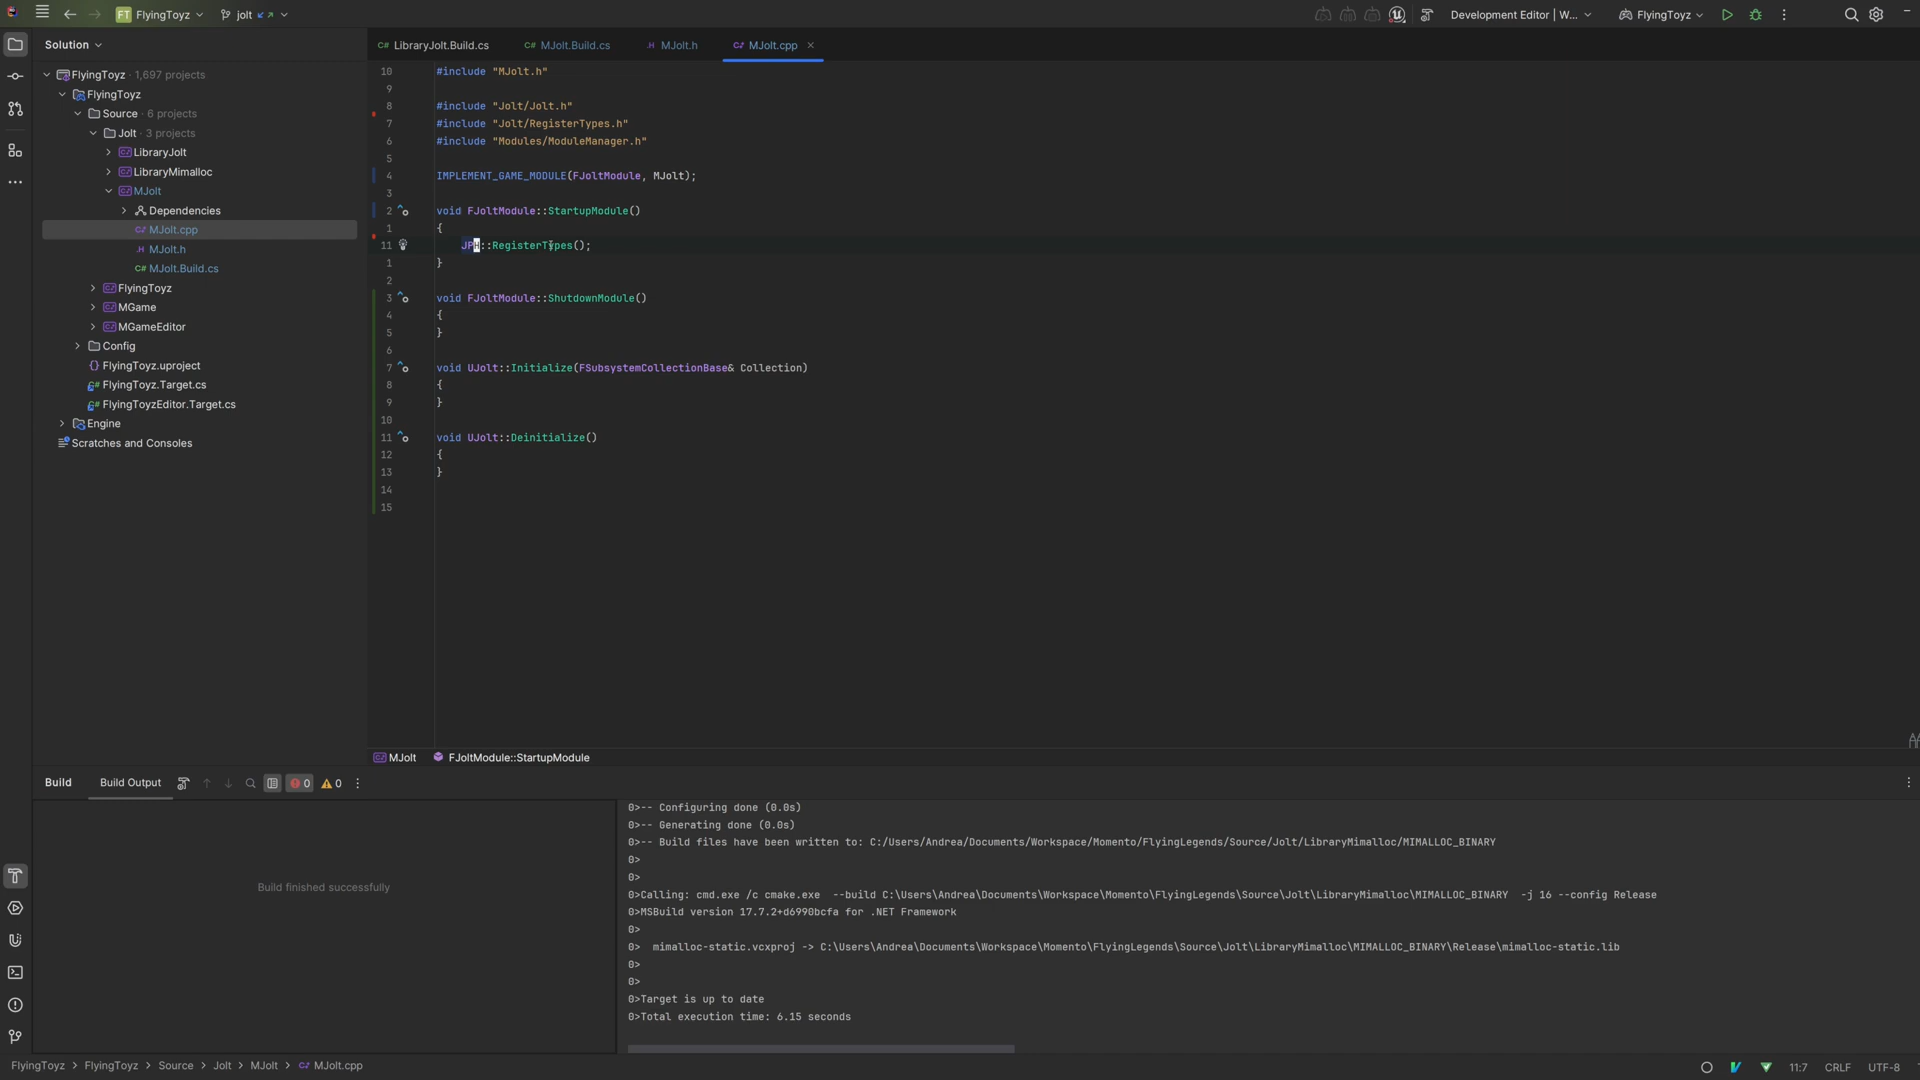 FT FlyingToyz
jolt
Development Editor | W...
FlyingToyz
Solution
LibraryJolt.Build.cs
MJolt.Build.cs
MJolt.h
MJolt.cpp
FlyingToyz · 1,697 projects
FlyingToyz
Source · 6 projects
Jolt · 3 projects
LibraryJolt
LibraryMimalloc
MJolt
Dependencies
MJolt.cpp
MJolt.h
C# MJolt.Build.cs
FlyingToyz
MGame
MGameEditor
Config
FlyingToyz.uproject
FlyingToyz.Target.cs
FlyingToyzEditor.Target.cs
Engine
Scratches and Consoles
10 #include "MJolt.h"
9
8 #include "Jolt/Jolt.h"
7 #include "Jolt/RegisterTypes.h"
6 #include "Modules/ModuleManager.h"
5
4 IMPLEMENT_GAME_MODULE(FJoltModule, MJolt);
3
2 void FJoltModule::StartupModule()
1 {
11 JPH::RegisterTypes();
1 }
2
3 void FJoltModule::ShutdownModule()
4 {
5 }
6
7 void UJolt::Initialize(FSubsystemCollectionBase& Collection)
8 {
9 }
10
11 void UJolt::Deinitialize()
12 {
13 }
14
15
MJolt FJoltModule::StartupModule
Build Build Output 0 0
Build finished successfully
0>-- Configuring done (0.0s)
0>-- Generating done (0.0s)
0>-- Build files have been written to: C:/Users/Andrea/Documents/Workspace/Momento/FlyingLegends/Source/Jolt/LibraryMimalloc/MIMALLOC_BINARY
0>
0>
0>Calling: cmd.exe /c cmake.exe --build C:\Users\Andrea\Documents\Workspace\Momento\FlyingLegends\Source\Jolt\LibraryMimalloc\MIMALLOC_BINARY -j 16 --config Release
0>MSBuild version 17.7.2+d6990bcfa for .NET Framework
0>
0> mimalloc-static.vcxproj -> C:\Users\Andrea\Documents\Workspace\Momento\FlyingLegends\Source\Jolt\LibraryMimalloc\MIMALLOC_BINARY\Release\mimalloc-static.lib
0>
0>
0>Target is up to date
0>Total execution time: 6.15 seconds
FlyingToyz > FlyingToyz > Source > Jolt > MJolt > MJolt.cpp
11:7 CRLF UTF-8